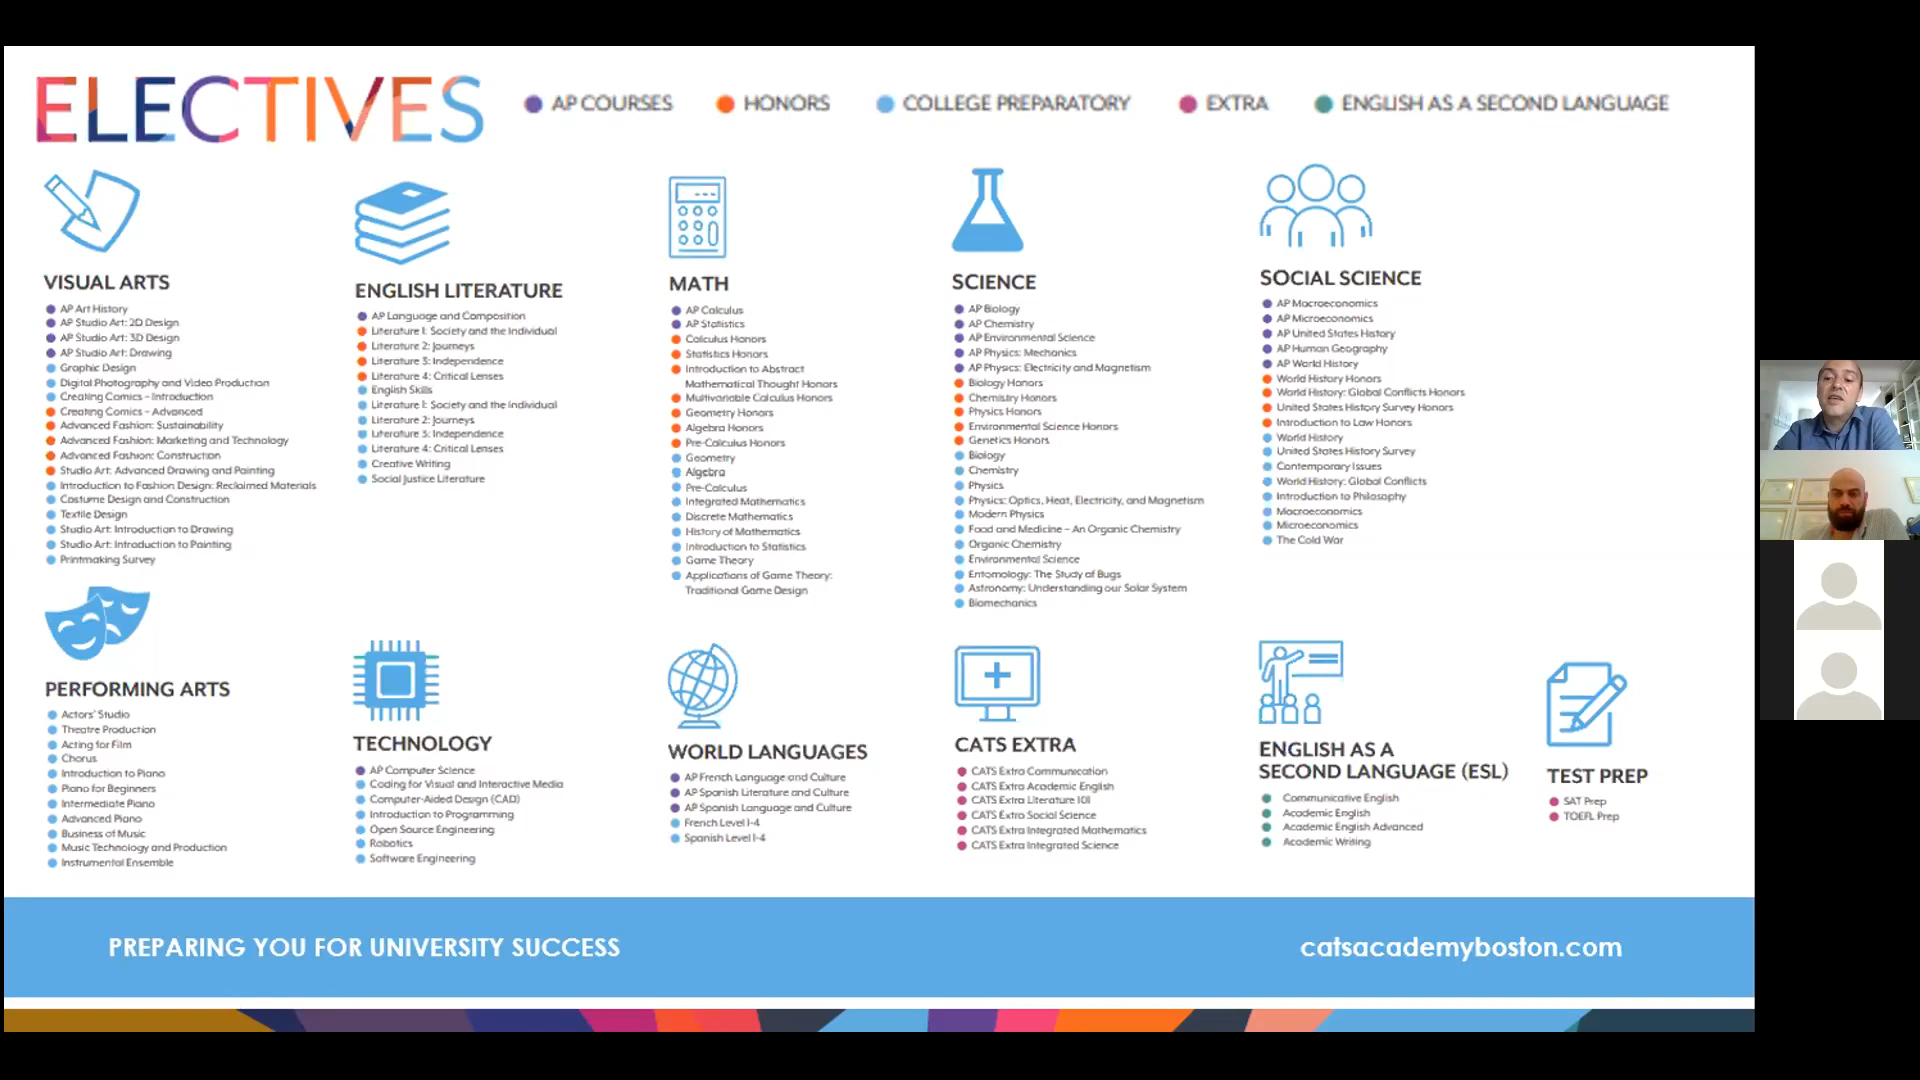 ELECTIVES
AP COURSES
HONORS
COLLEGE PREPARATORY
EXTRA
ENGLISH AS A SECOND LANGUAGE
VISUAL ARTS
AP Art History
AP Studio Art: 2D Design
AP Studio Art: 3D Design
AP Studio Art: Drawing
Graphic Design
Digital Photography and Video Production
Creating Comics - Introduction
Creating Comics - Advanced
Advanced Fashion: Sustainability
Advanced Fashion: Marketing and Technology
Advanced Fashion: Construction
Studio Art: Advanced Drawing and Painting
Introduction to Fashion Design: Reclaimed Materials
Costume Design and Construction
Textile Design
Studio Art: Introduction to Drawing
Studio Art: Introduction to Painting
Printmaking Survey
ENGLISH LITERATURE
AP Language and Composition
Literature 1: Society and the Individual
Literature 2: Journeys
Literature 3: Independence
Literature 4: Critical Lenses
English Skills
Literature 1: Society and the Individual
Literature 2: Journeys
Literature 3: Independence
Literature 4: Critical Lenses
Creative Writing
Social Justice Literature
MATH
AP Calculus
AP Statistics
Calculus Honors
Statistics Honors
Introduction to Abstract
Mathematical Thought Honors
Multivariable Calculus Honors
Geometry Honors
Algebra Honors
Pre-Calculus Honors
Geometry
Algebra
Pre-Calculus
Integrated Mathematics
Discrete Mathematics
History of Mathematics
Introduction to Statistics
Game Theory
Applications of Game Theory:
Traditional Game Design
SCIENCE
AP Biology
AP Chemistry
AP Environmental Science
AP Physics: Mechanics
AP Physics: Electricity and Magnetism
Biology Honors
Chemistry Honors
Physics Honors
Environmental Science Honors
Genetics Honors
Biology
Chemistry
Physics
Physics: Optics, Heat, Electricity, and Magnetism
Modern Physics
Food and Medicine - An Organic Chemistry
Organic Chemistry
Environmental Science
Entomology: The Study of Bugs
Astronomy: Understanding our Solar System
Biomechanics
SOCIAL SCIENCE
AP Macroeconomics
AP Microeconomics
AP United States History
AP Human Geography
AP World History
World History Honors
World History: Global Conflicts Honors
United States History Survey Honors
Introduction to Law Honors
World History
United States History Survey
Contemporary Issues
World History: Global Conflicts
Introduction to Philosophy
Macroeconomics
Microeconomics
The Cold War
PERFORMING ARTS
Actors' Studio
Theatre Production
Acting for Film
Chorus
Introduction to Piano
Piano for Beginners
Intermediate Piano
Advanced Piano
Business of Music
Music Technology and Production
Instrumental Ensemble
TECHNOLOGY
AP Computer Science
Coding for Visual and Interactive Media
Computer-Aided Design (CAD)
Introduction to Programming
Open Source Engineering
Robotics
Software Engineering
WORLD LANGUAGES
AP French Language and Culture
AP Spanish Literature and Culture
AP Spanish Language and Culture
French Level 1-4
Spanish Level 1-4
CATS EXTRA
CATS Extra Communication
CATS Extra Academic English
CATS Extra Literature 101
CATS Extra Social Science
CATS Extra Integrated Mathematics
CATS Extra Integrated Science
ENGLISH AS A
SECOND LANGUAGE (ESL)
Communicative English
Academic English
Academic English Advanced
Academic Writing
TEST PREP
SAT Prep
TOEFL Prep
PREPARING YOU FOR UNIVERSITY SUCCESS
catsacademyboston.com